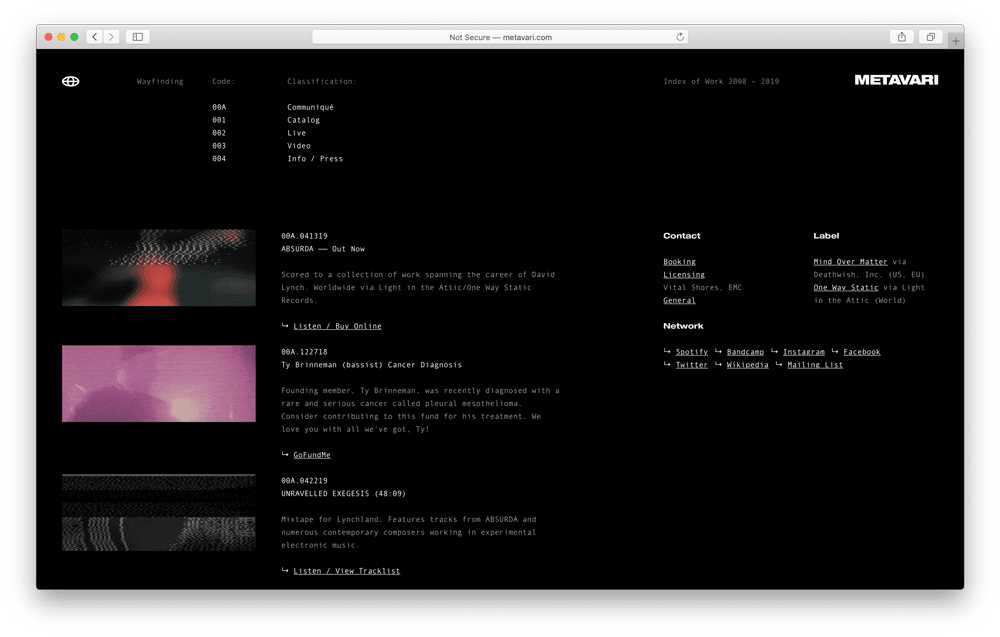 Not Secure — metavari.com
Wayfinding
Code:
Classification:
Index of Work 2008 – 2019
METAVARI
00A Communiqué
001 Catalog
002 Live
003 Video
004 Info / Press
00A.041319
ABSURDA —— Out Now
Scored to a collection of work spanning the career of David
Lynch. Worldwide via Light in the Attic/One Way Static
Records.
↳ Listen / Buy Online
00A.122718
Ty Brinneman (bassist) Cancer Diagnosis
Founding member, Ty Brinneman, was recently diagnosed with a
rare and serious cancer called pleural mesothelioma.
Consider contributing to this fund for his treatment. We
love you with all we've got, Ty!
↳ GoFundMe
00A.042219
UNRAVELLED EXEGESIS (48:09)
Mixtape for Lynchland. Features tracks from ABSURDA and
numerous contemporary composers working in experimental
electronic music.
↳ Listen / View Tracklist
Contact
Booking
Licensing
Vital Shores, EMC
General
Label
Mind Over Matter via
Deathwish, Inc. (US, EU)
One Way Static via Light
in the Attic (World)
Network
↳ Spotify ↳ Bandcamp ↳ Instagram ↳ Facebook
↳ Twitter ↳ Wikipedia ↳ Mailing List